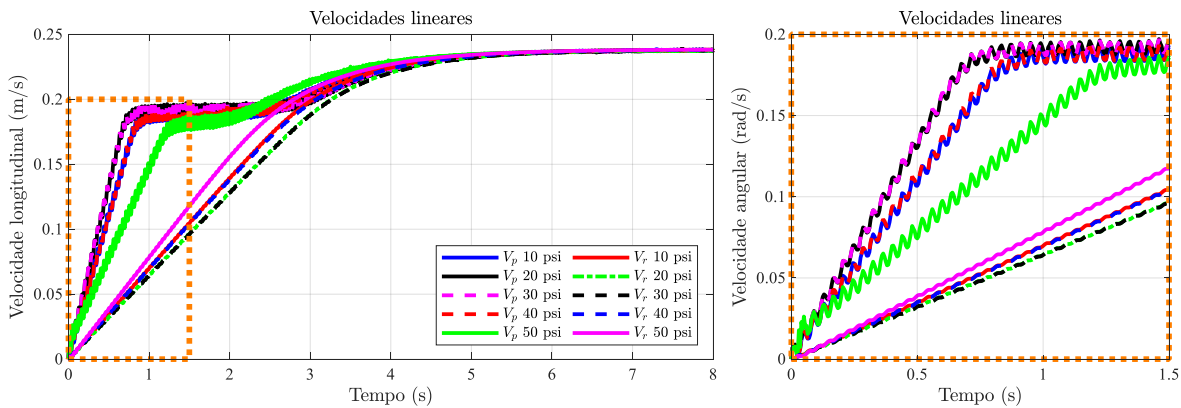 Velocidades lineares
Velocidade longitudinal (m/s)
0.25
0.2
0.15
0.1
0.05
0
0 1 2 3 4 5 6 7 8
Tempo (s)
V_p 10 psi V_r 10 psi
V_p 20 psi V_r 20 psi
V_p 30 psi V_r 30 psi
V_p 40 psi V_r 40 psi
V_p 50 psi V_r 50 psi
Velocidades lineares
Velocidade angular (rad/s)
0.2
0.15
0.1
0.05
0
0 0.5 1 1.5
Tempo (s)